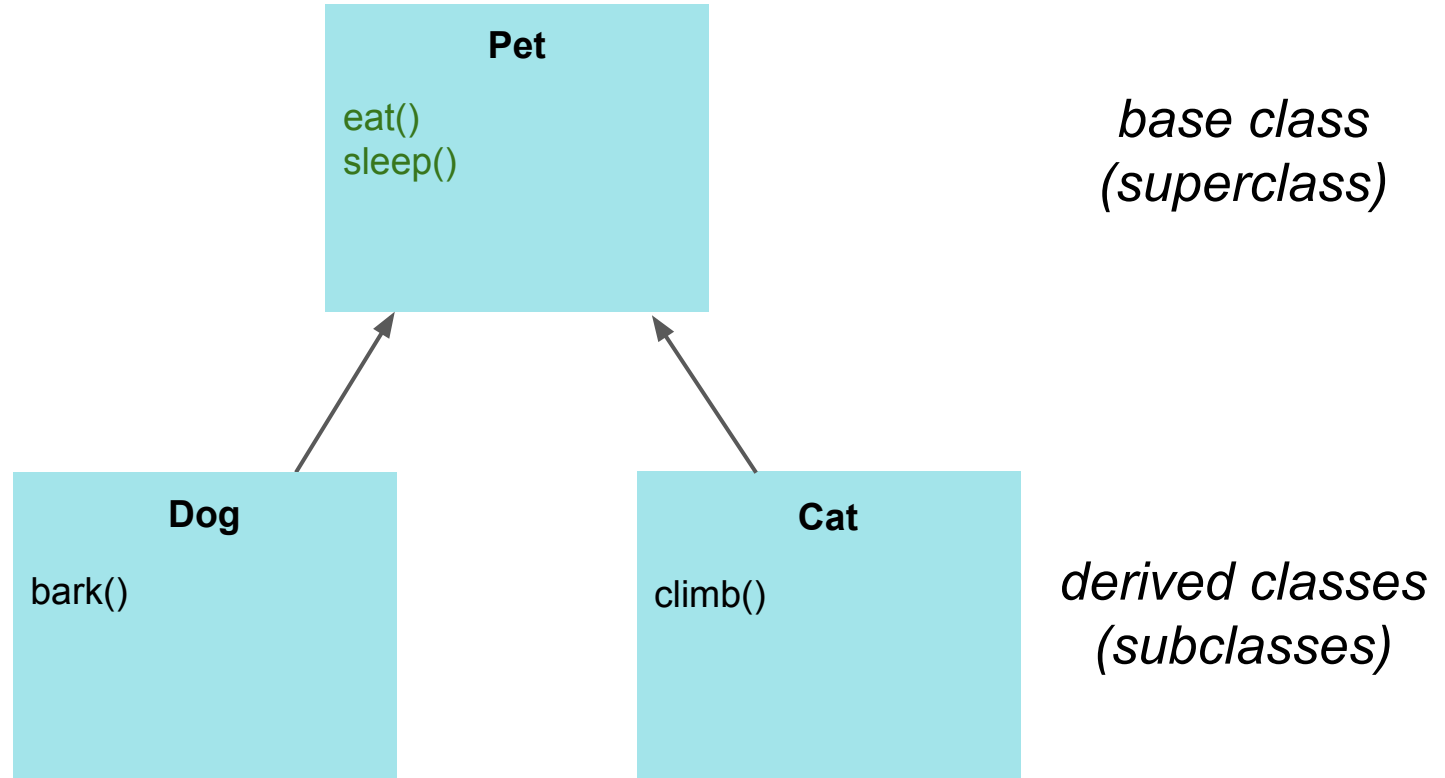 Pet
eat()
sleep()
base class
(superclass)
Dog
bark()
Cat
climb()
derived classes
(subclasses)